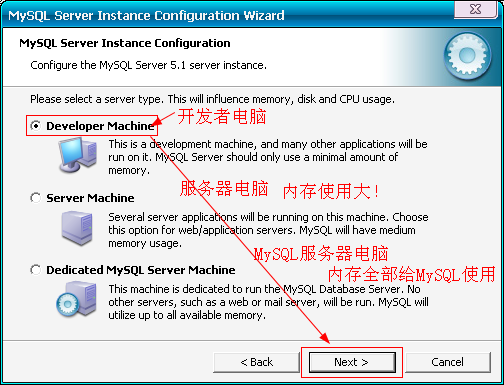 MySQL Server Instance Configuration Wizard
MySQL Server Instance Configuration
Configure the MySQL Server 5.1 server instance.
Please select a server type. This will influence memory, disk and CPU usage.
Developer Machine 开发者电脑
This is a development machine, and many other applications will be
run on it. MySQL Server should only use a minimal amount of
memory.
服务器电脑 内存使用大!
Server Machine
Several server applications will be running on this machine. Choose
this option for web/application servers. MySQL will have medium
memory usage.
MySQL服务器电脑
内存全部给MySQL使用
Dedicated MySQL Server Machine
This machine is dedicated to run the MySQL Database Server. No
other servers, such as a web or mail server, will be run. MySQL will
utilize up to all available memory.
< Back
Next >
Cancel